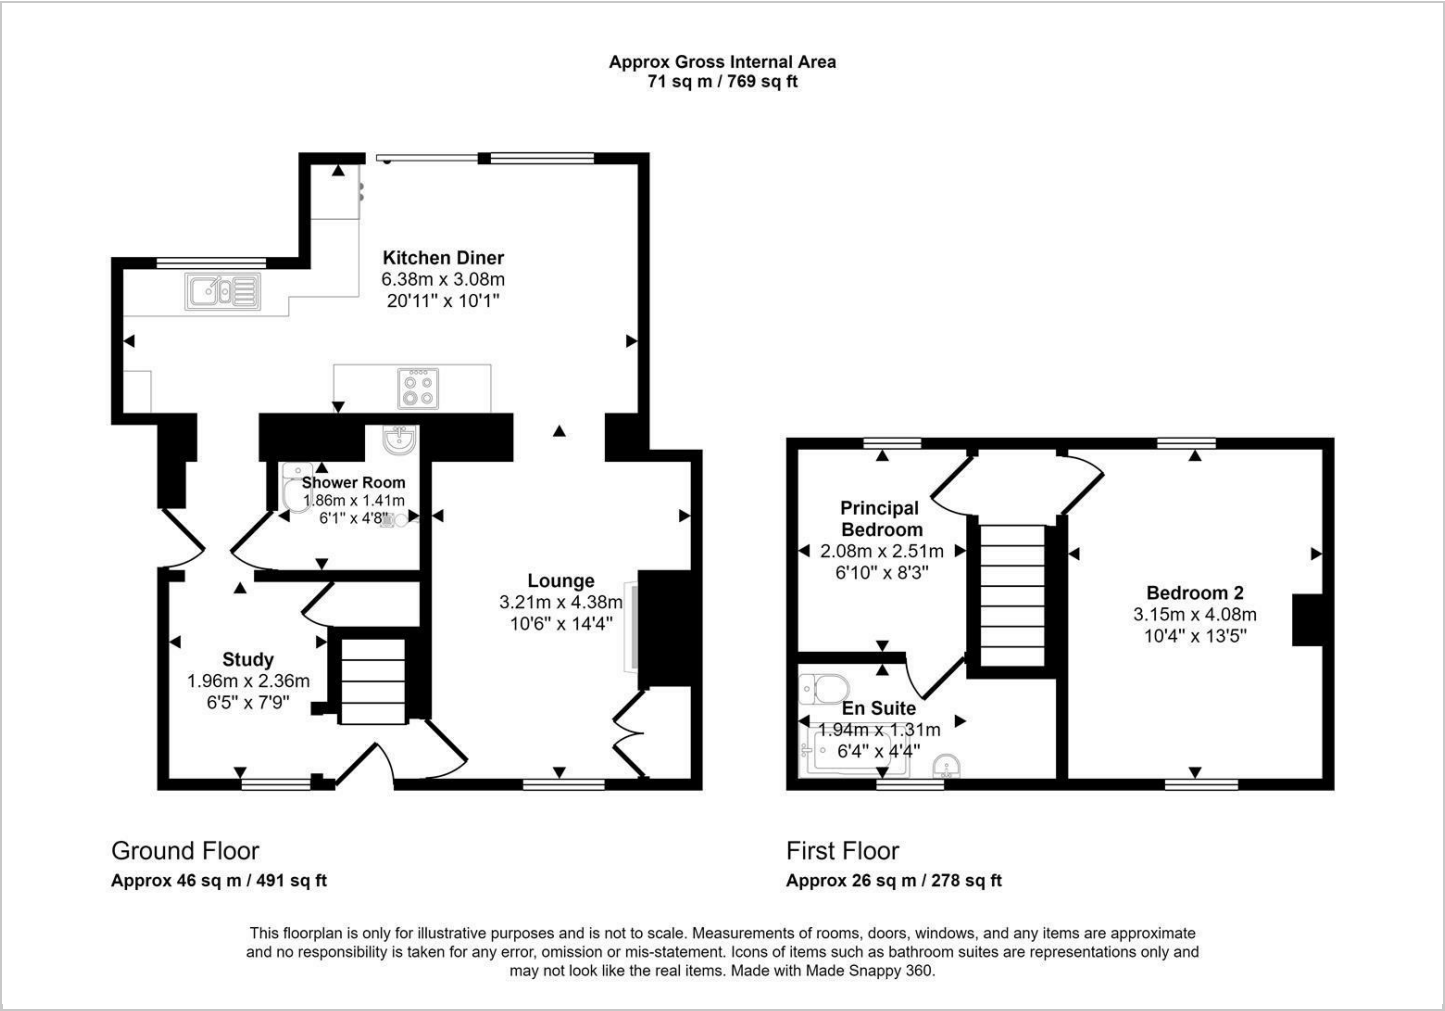 Approx Gross Internal Area
71 sq m / 769 sq ft
Kitchen Diner
6.38m x 3.08m
20'11" x 10'1"
Shower Room
1.86m x 1.41m
6'1" x 4'8"
Lounge
3.21m x 4.38m
10'6" x 14'4"
Study
1.96m x 2.36m
6'5" x 7'9"
Principal
Bedroom
2.08m x 2.51m
6'10" x 8'3"
Bedroom 2
3.15m x 4.08m
10'4" x 13'5"
En Suite
1.94m x 1.31m
6'4" x 4'4"
Ground Floor
Approx 46 sq m / 491 sq ft
First Floor
Approx 26 sq m / 278 sq ft
This floorplan is only for illustrative purposes and is not to scale. Measurements of rooms, doors, windows, and any items are approximate
and no responsibility is taken for any error, omission or mis-statement. Icons of items such as bathroom suites are representations only and
may not look like the real items. Made with Made Snappy 360.